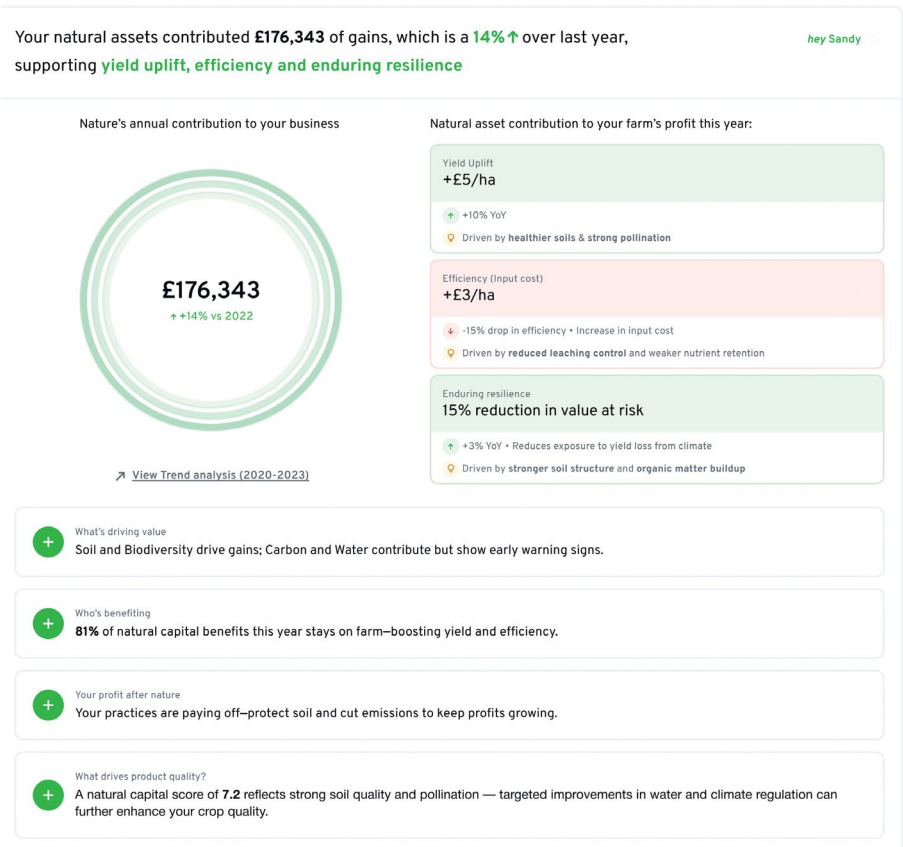 Your natural assets contributed £176,343 of gains, which is a 14%↑ over last year,
supporting yield uplift, efficiency and enduring resilience
hey Sandy
Nature's annual contribution to your business
£176,343
↑ +14% vs 2022
↗ View Trend analysis (2020-2023)
Natural asset contribution to your farm's profit this year:
Yield Uplift
+£5/ha
↑ +10% YoY
Driven by healthier soils & strong pollination
Efficiency (Input cost)
+£3/ha
↓ -15% drop in efficiency • Increase in input cost
Driven by reduced leaching control and weaker nutrient retention
Enduring resilience
15% reduction in value at risk
↑ +3% YoY • Reduces exposure to yield loss from climate
Driven by stronger soil structure and organic matter buildup
+
What's driving value
Soil and Biodiversity drive gains; Carbon and Water contribute but show early warning signs.
+
Who's benefiting
81% of natural capital benefits this year stays on farm—boosting yield and efficiency.
+
Your profit after nature
Your practices are paying off—protect soil and cut emissions to keep profits growing.
+
What drives product quality?
A natural capital score of 7.2 reflects strong soil quality and pollination — targeted improvements in water and climate regulation can
further enhance your crop quality.